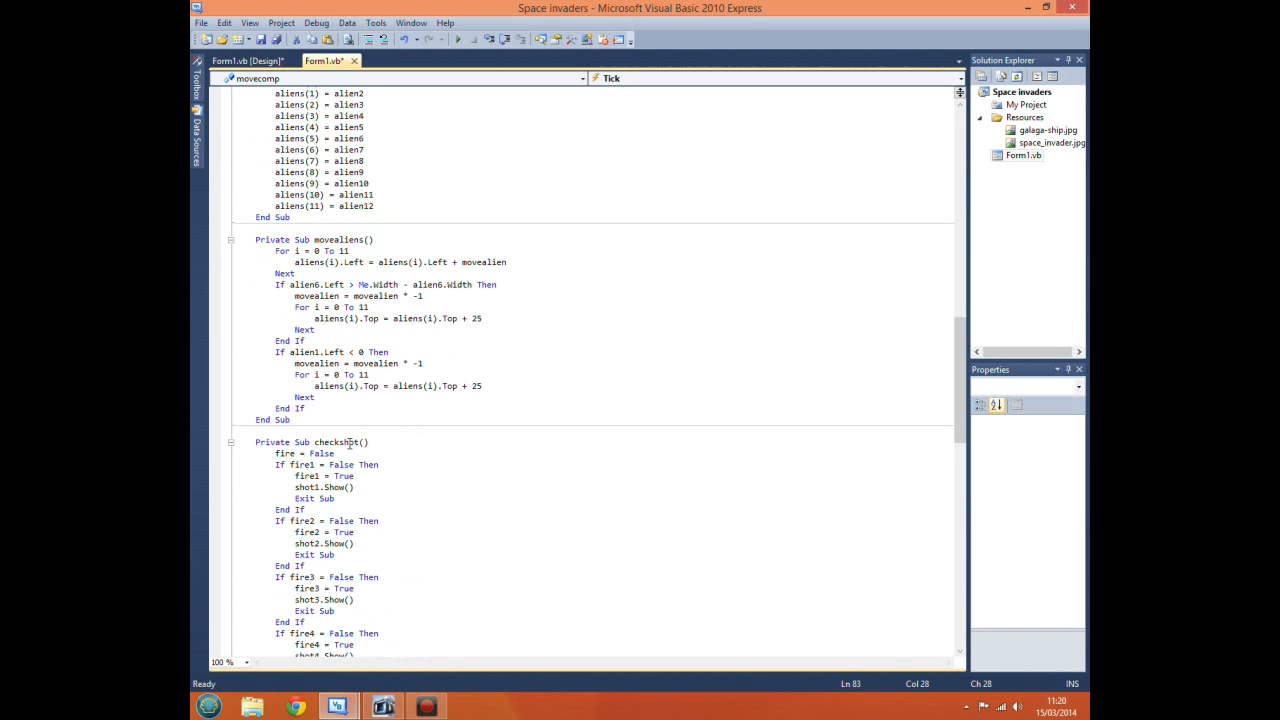 Space invaders - Microsoft Visual Basic 2010 Express
File Edit View Project Debug Data Tools Window Help
Form1.vb [Design]* Form1.vb*
movecomp Tick
Toolbox
Data Sources
aliens(1) = alien2
aliens(2) = alien3
aliens(3) = alien4
aliens(4) = alien5
aliens(5) = alien6
aliens(6) = alien7
aliens(7) = alien8
aliens(8) = alien9
aliens(9) = alien10
aliens(10) = alien11
aliens(11) = alien12
End Sub
Private Sub movealiens()
For i = 0 To 11
aliens(i).Left = aliens(i).Left + movealien
Next
If alien6.Left > Me.Width - alien6.Width Then
movealien = movealien * -1
For i = 0 To 11
aliens(i).Top = aliens(i).Top + 25
Next
End If
If alien1.Left < 0 Then
movealien = movealien * -1
For i = 0 To 11
aliens(i).Top = aliens(i).Top + 25
Next
End If
End Sub
Private Sub checkshot()
fire = False
If fire1 = False Then
fire1 = True
shot1.Show()
Exit Sub
End If
If fire2 = False Then
fire2 = True
shot2.Show()
Exit Sub
End If
If fire3 = False Then
fire3 = True
shot3.Show()
Exit Sub
End If
If fire4 = False Then
fire4 = True
shot4.Show()
100 %
Solution Explorer
Space invaders
My Project
Resources
galaga-ship.jpg
space_invader.jpg
Form1.vb
Properties
Ready Ln 83 Col 28 Ch 28 INS
VB
11:20
15/03/2014